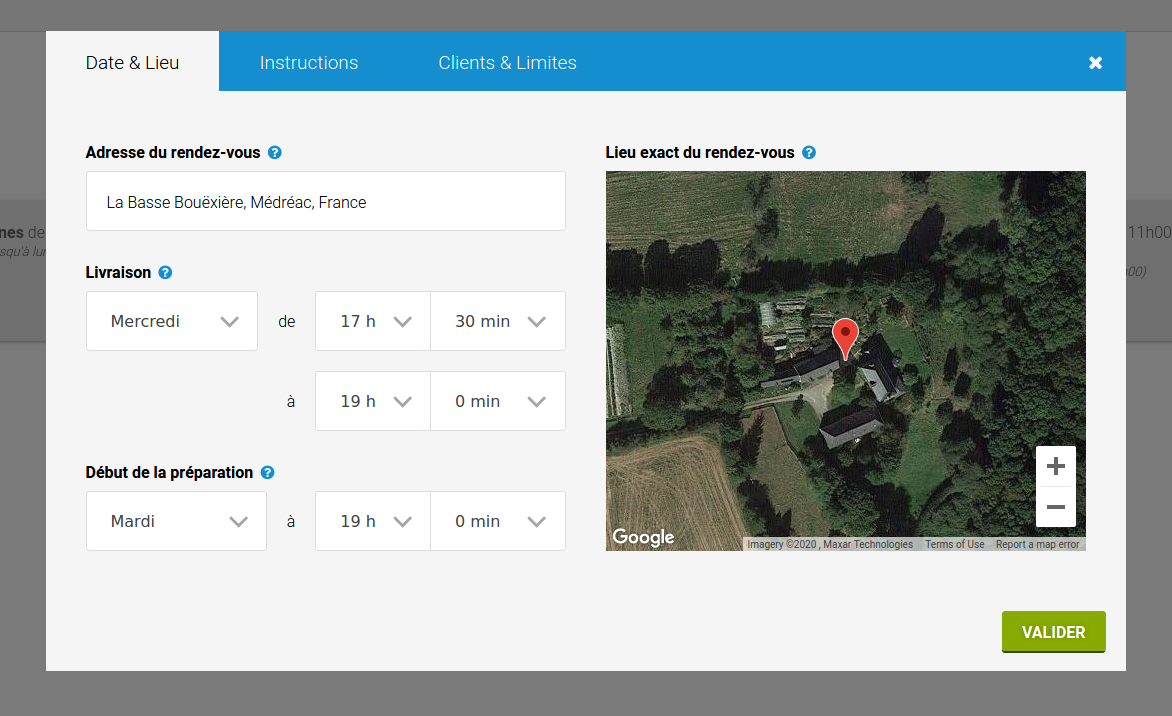 Date & Lieu
Instructions
Clients & Limites
Adresse du rendez-vous
La Basse Bouëxière, Médréac, France
Livraison
Mercredi de 17 h 30 min
à 19 h 0 min
Début de la préparation
Mardi à 19 h 0 min
Lieu exact du rendez-vous
Google
Imagery ©2020 , Maxar Technologies Terms of Use Report a map error
VALIDER
nes de
squ'à lur
11h00
00)